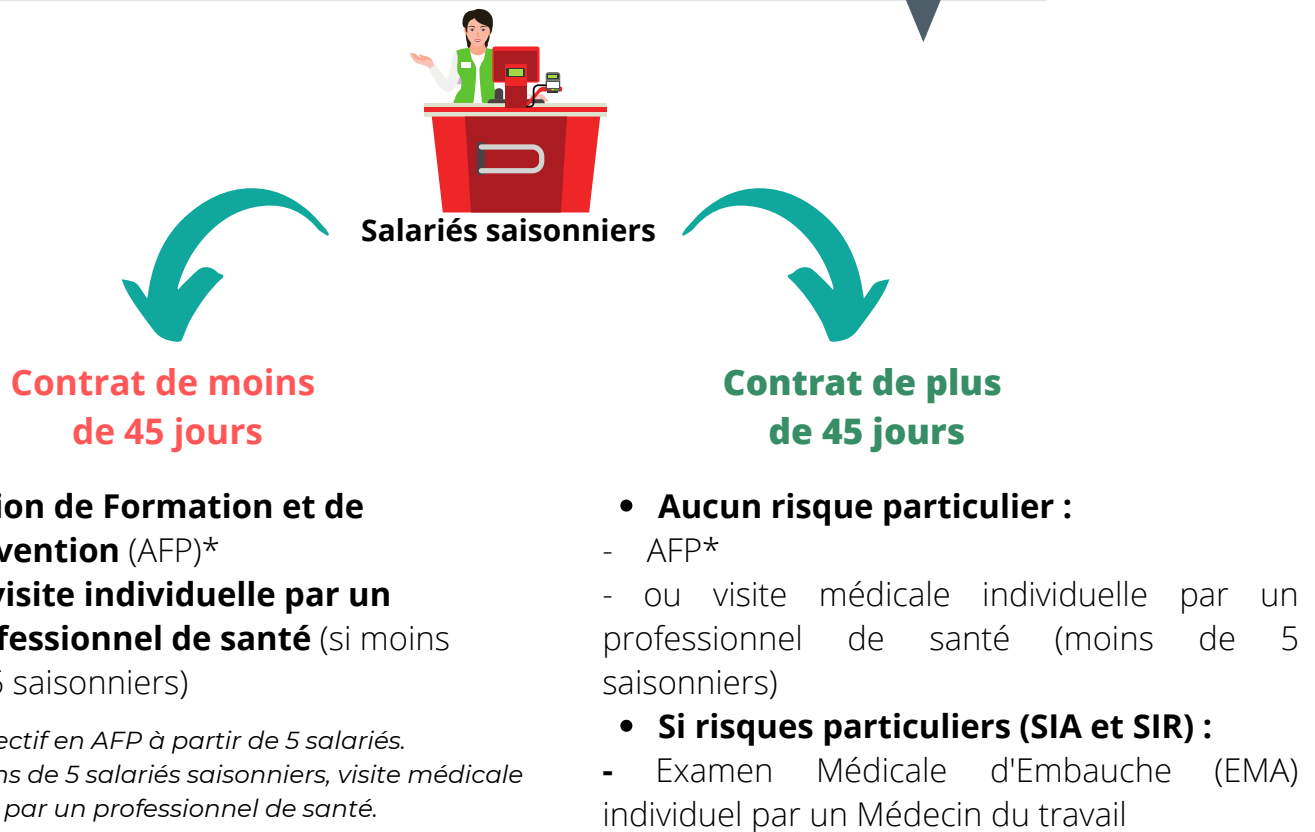 Salariés saisonniers
Contrat de moins
de 45 jours
ion de Formation et de
vention (AFP)*
visite individuelle par un
fessionnel de santé (si moins
saisonniers)
ectif en AFP à partir de 5 salariés.
ns de 5 salariés saisonniers, visite médicale
par un professionnel de santé.
Contrat de plus
de 45 jours
• Aucun risque particulier :
- AFP*
- ou visite médicale individuelle par un
professionnel de santé (moins de 5
saisonniers)
• Si risques particuliers (SIA et SIR) :
- Examen Médicale d'Embauche (EMA)
individuel par un Médecin du travail